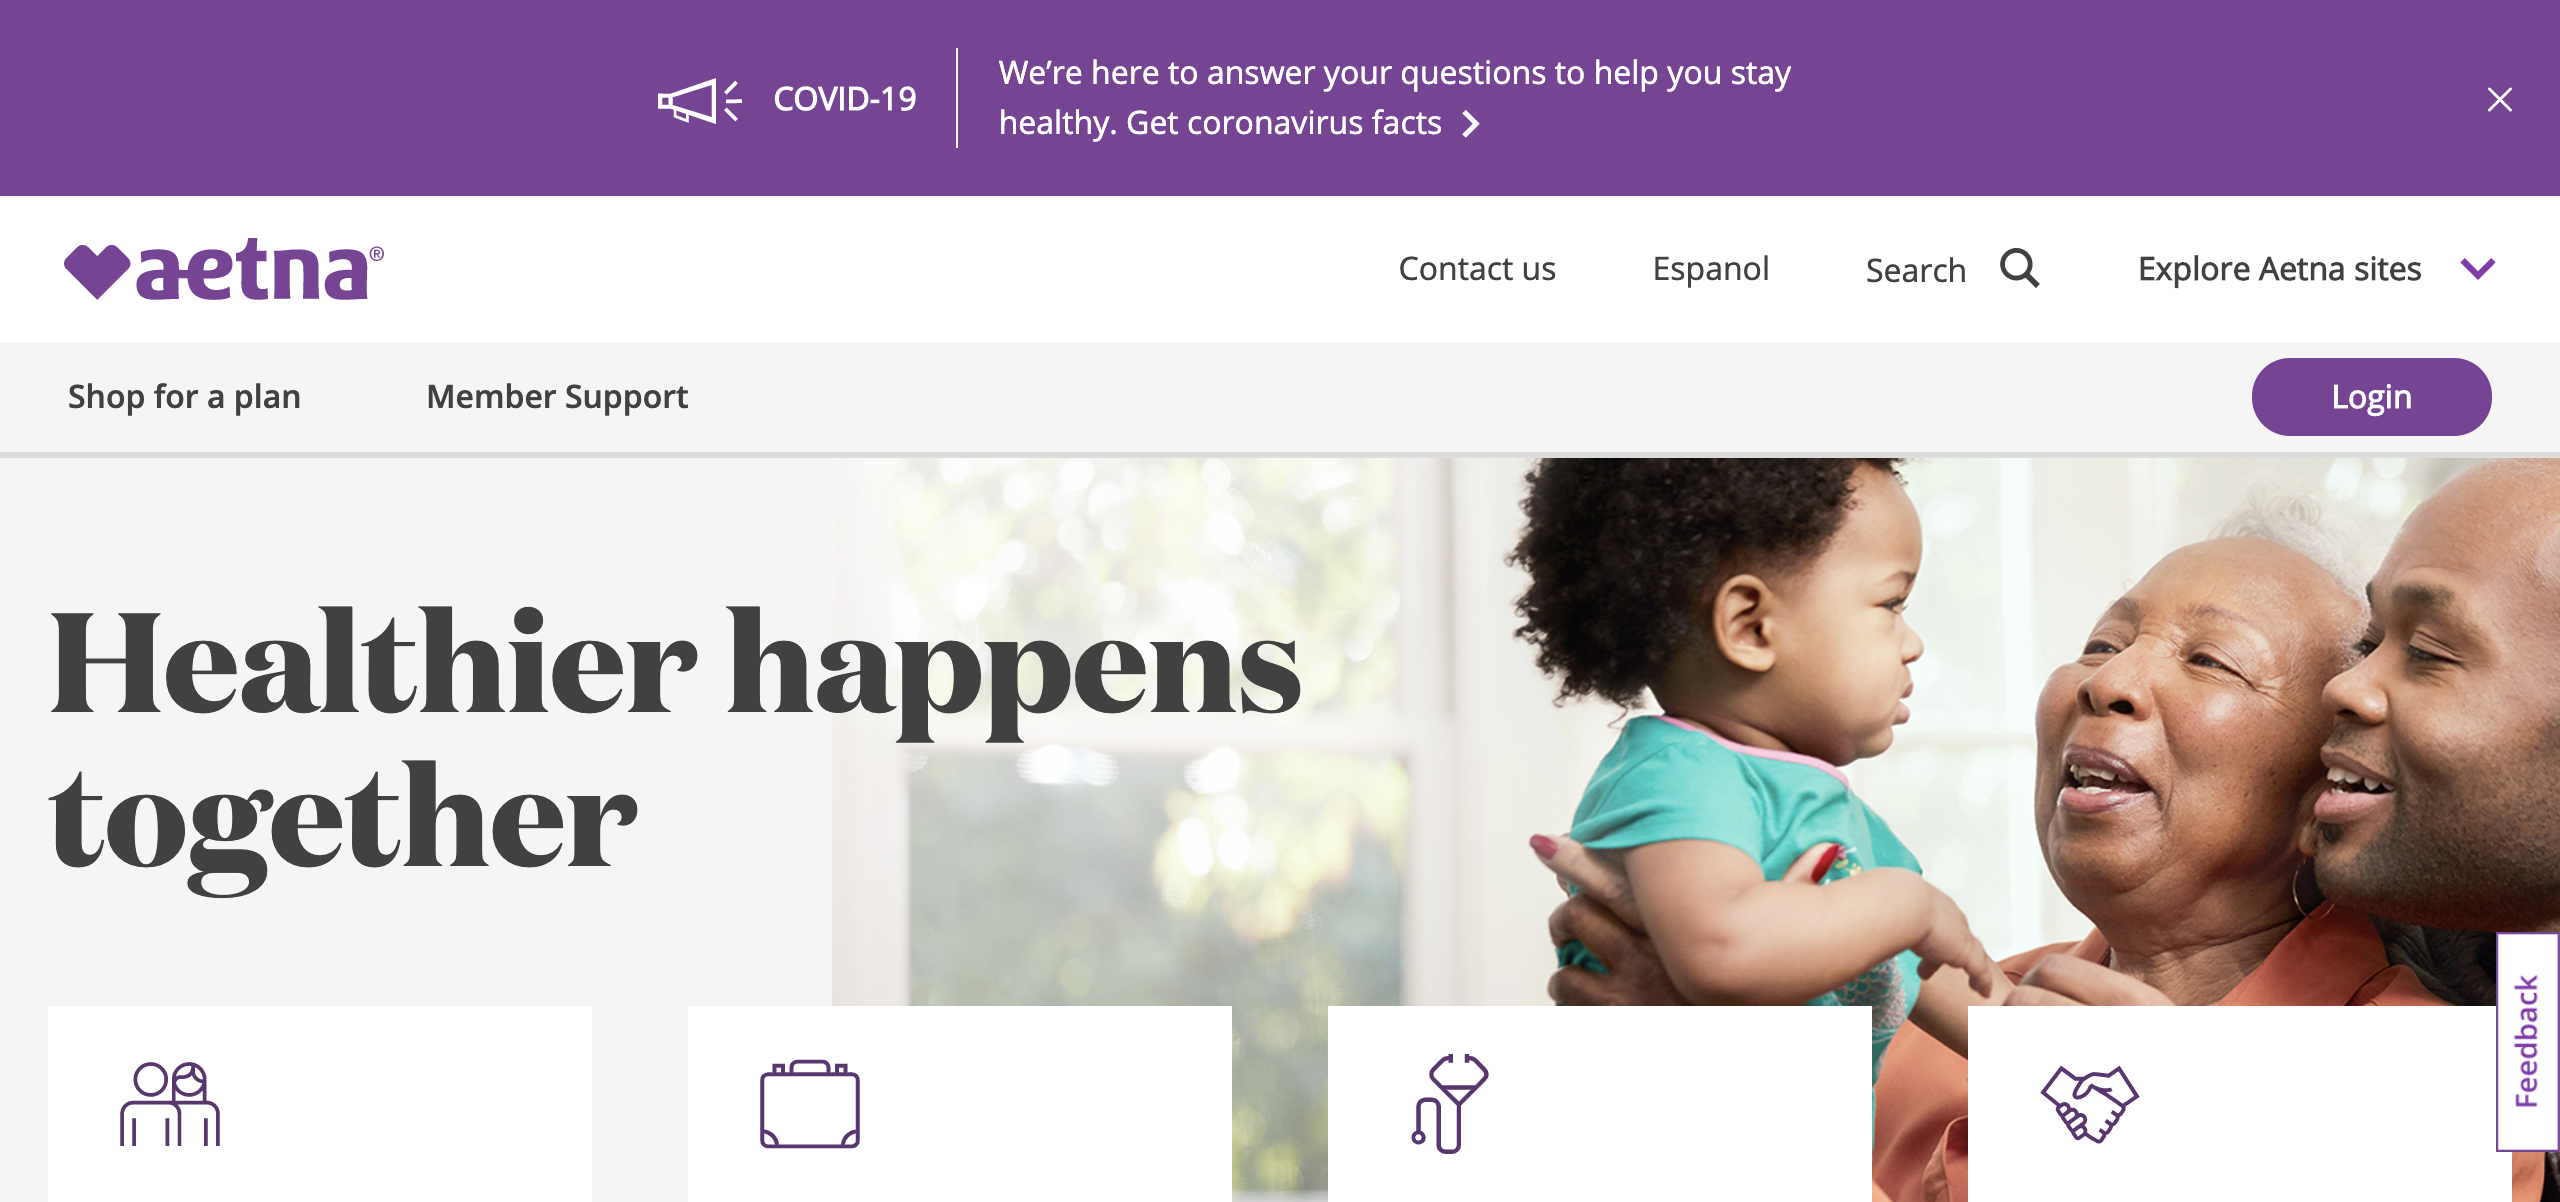 COVID-19
We’re here to answer your questions to help you stay
healthy. Get coronavirus facts
aetna®
Contact us
Espanol
Search
Explore Aetna sites
Shop for a plan
Member Support
Login
Healthier happens
together
Feedback